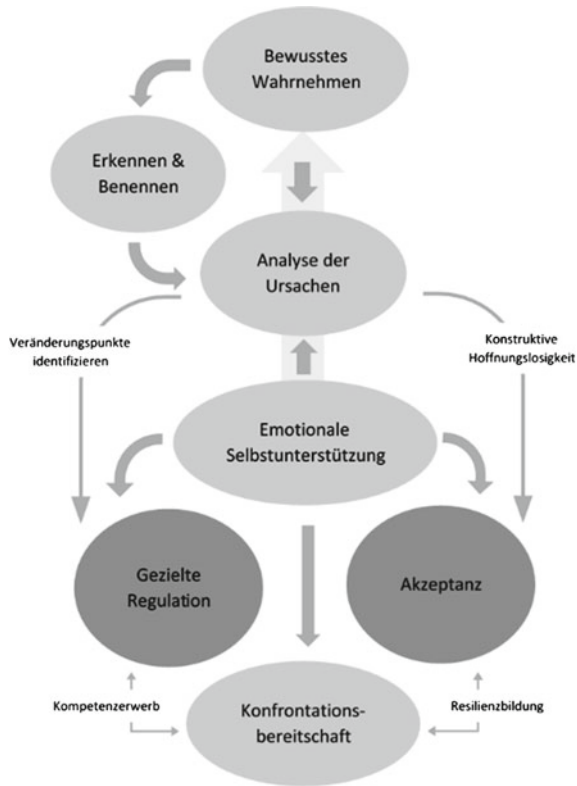 Bewusstes
Wahrnehmen
Erkennen &
Benennen
Analyse der
Ursachen
Veränderungspunkte
identifizieren
Konstruktive
Hoffnungslosigkeit
Emotionale
Selbstunterstützung
Gezielte
Regulation
Akzeptanz
Kompetenzerwerb
Resilienzbildung
Konfrontations-
bereitschaft